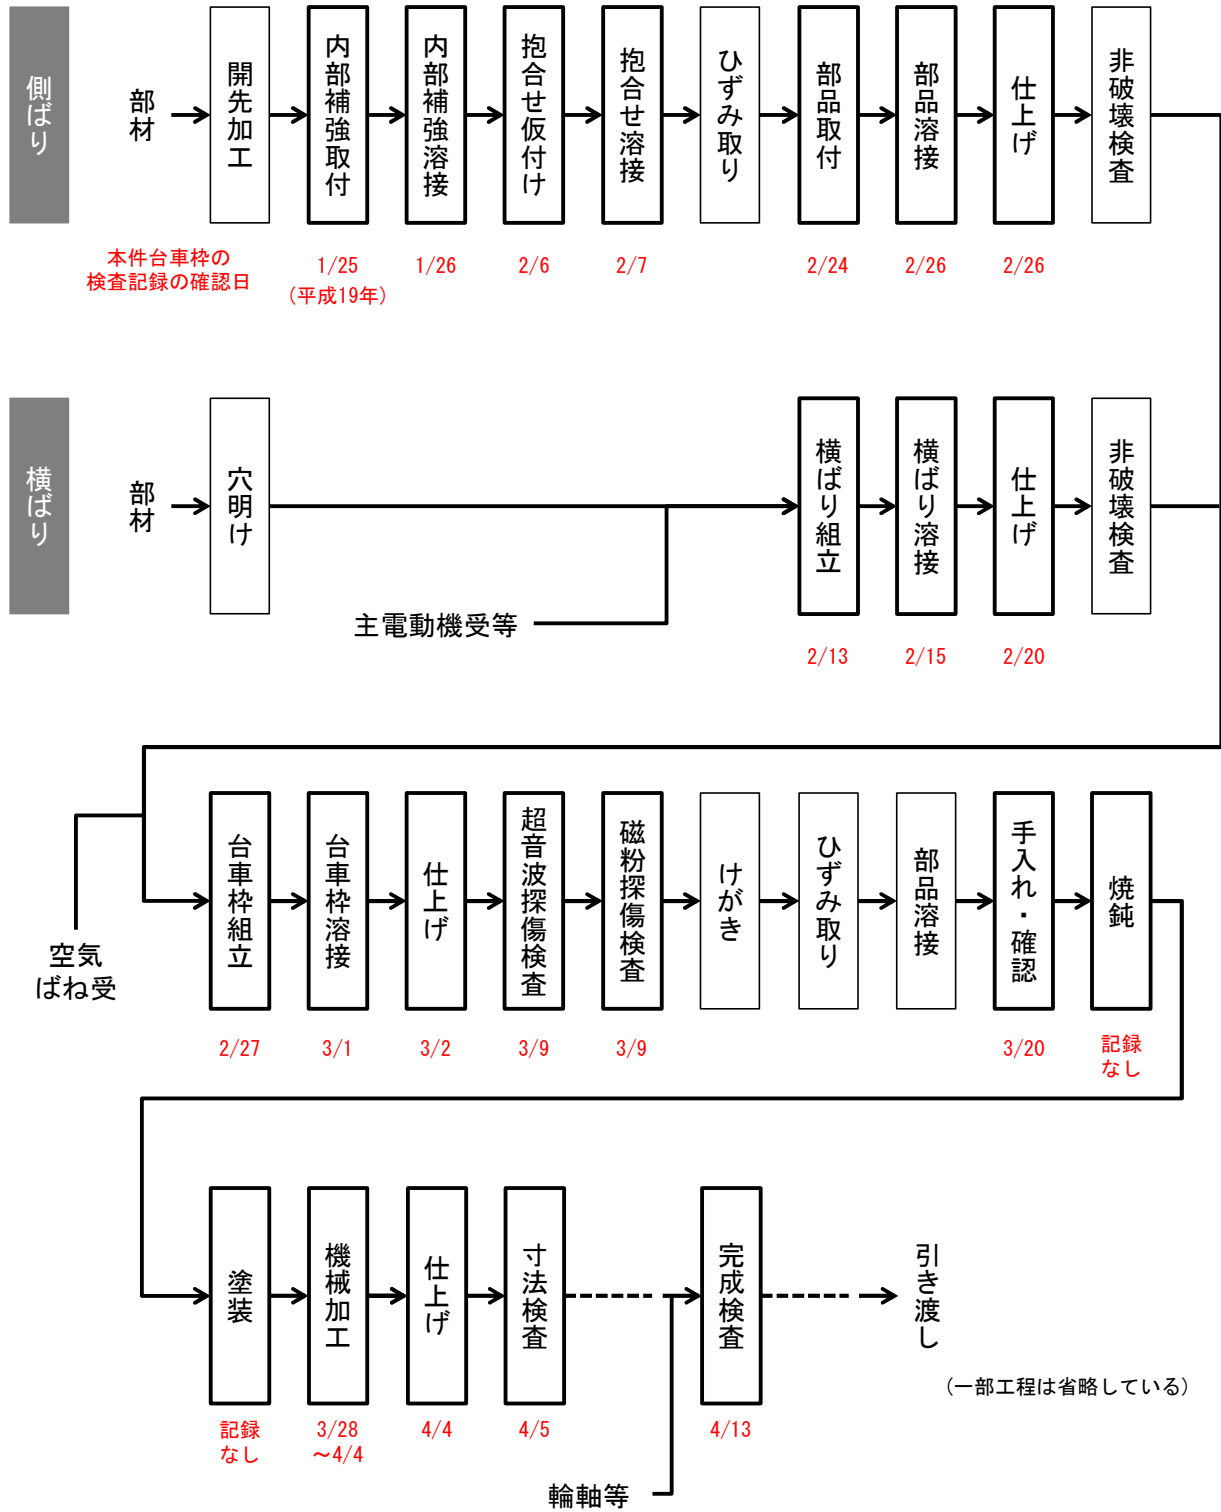 側ばり
部材
開先加工
内部補強取付
内部補強溶接
抱合せ仮付け
抱合せ溶接
ひずみ取り
部品取付
部品溶接
仕上げ
非破壊検査
本件台車枠の
検査記録の確認日
1/25
(平成19年)
1/26
2/6
2/7
2/24
2/26
2/26
横ばり
部材
穴明け
横ばり組立
横ばり溶接
仕上げ
非破壊検査
主電動機受等
2/13
2/15
2/20
空気
ばね受
台車枠組立
台車枠溶接
仕上げ
超音波探傷検査
磁粉探傷検査
けがき
ひずみ取り
部品溶接
手入れ・確認
焼鈍
2/27
3/1
3/2
3/9
3/9
3/20
記録
なし
塗装
機械加工
仕上げ
寸法検査
完成検査
引き渡し
(一部工程は省略している)
記録
なし
3/28
～4/4
4/4
4/5
4/13
輪軸等